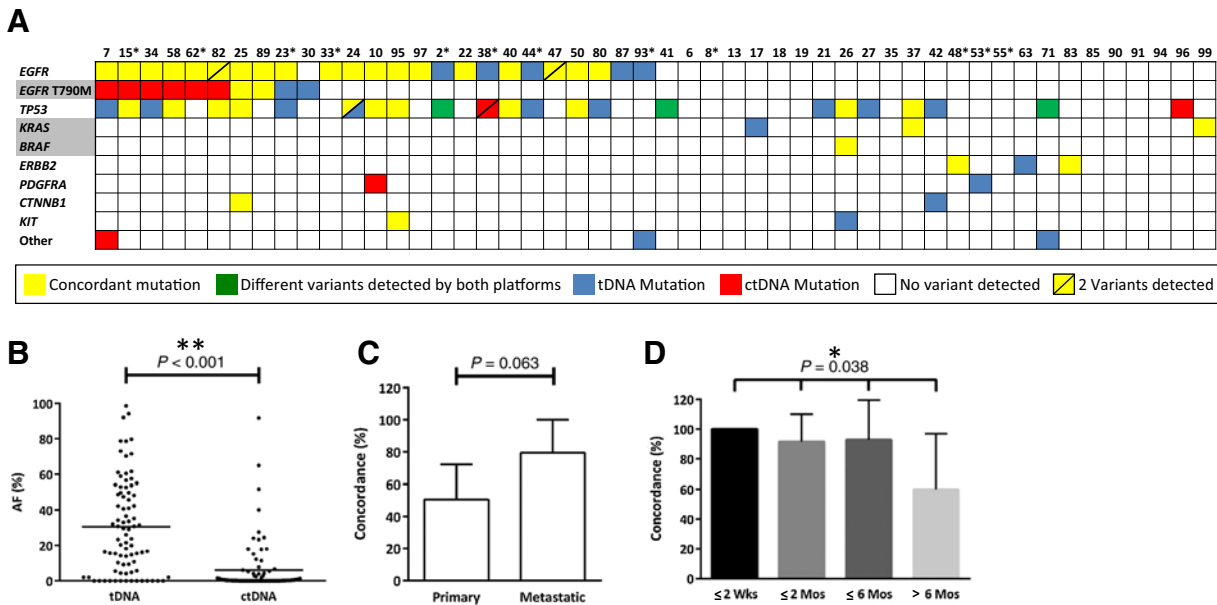 A
7 15* 34 58 62* 82 25 89 23* 30 33* 24 10 95 97 2* 22 38* 40 44* 47 50 80 87 93* 41 6 8* 13 17 18 19 20 21 26 27 35 37 42 48* 53* 55* 63 71 83 85 90 91 94 96 99
EGFR
EGFR T790M
TP53
KRAS
BRAF
ERBB2
PDGFRA
CTNNB1
KIT
Other
Concordant mutation Different variants detected by both platforms tDNA Mutation ctDNA Mutation No variant detected 2 Variants detected
B
**
P < 0.001
AF (%)
100
80
60
40
20
0
tDNA ctDNA
C
P = 0.063
Concordance (%)
120
100
80
60
40
20
0
Primary Metastatic
D
*
P = 0.038
Concordance (%)
120
100
80
60
40
20
0
≤ 2 Wks ≤ 2 Mos ≤ 6 Mos > 6 Mos